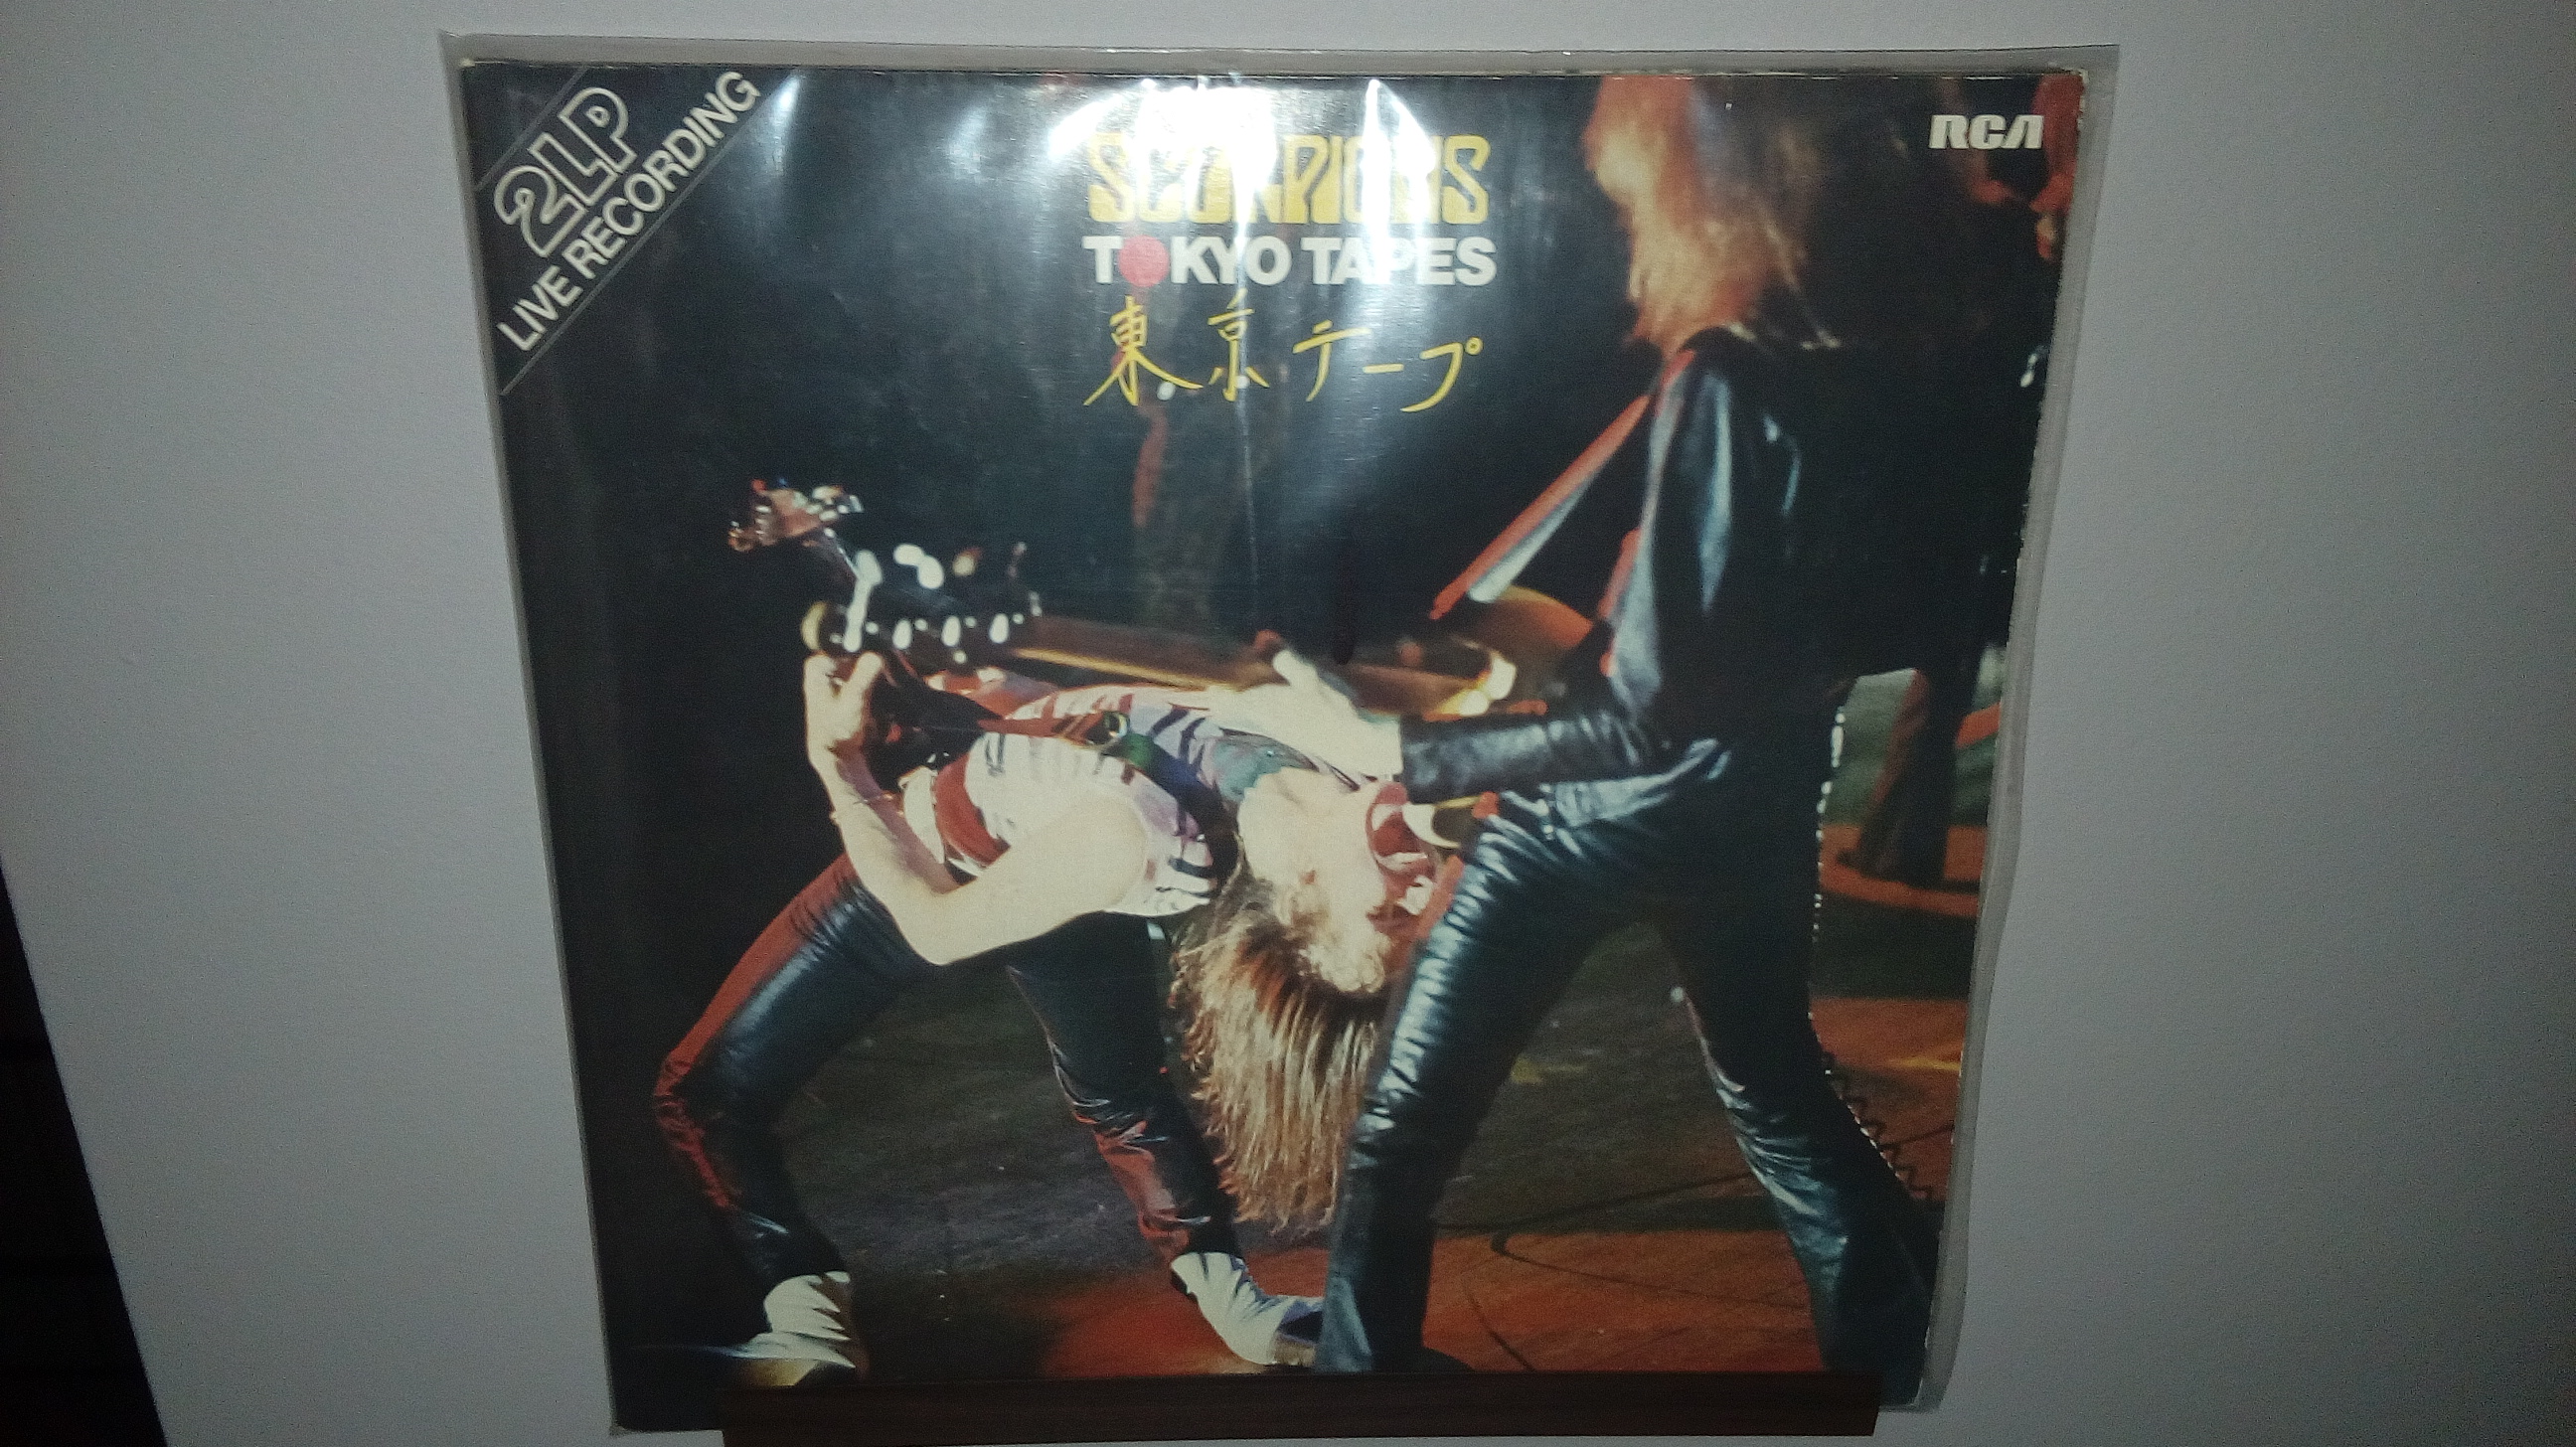 2LP
LIVE RECORDING
RCA
SCORPIONS
TOKYO TAPES
東京テープ